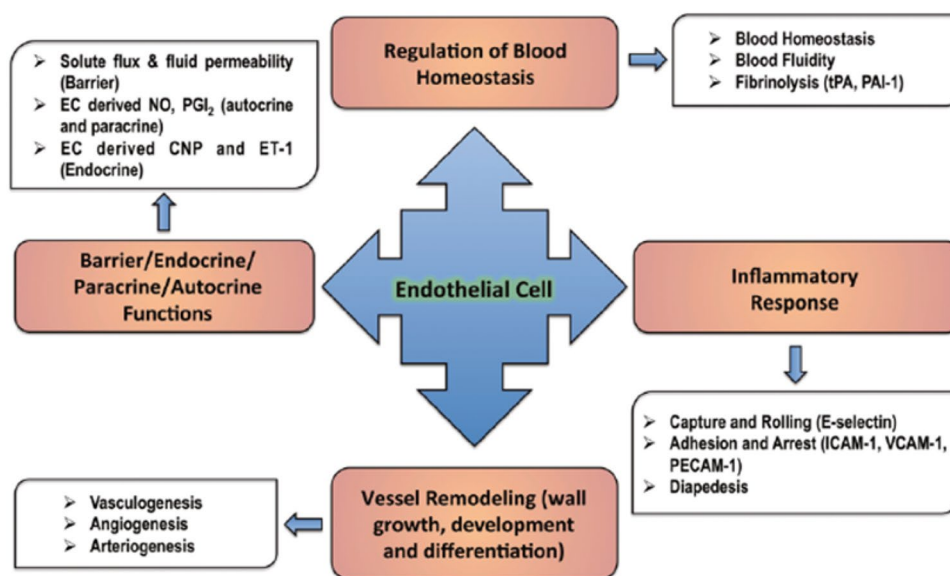 Regulation of Blood
Homeostasis
➢ Blood Homeostasis
➢ Blood Fluidity
➢ Fibrinolysis (tPA, PAI-1)
➢ Solute flux & fluid permeability
(Barrier)
➢ EC derived NO, PGI₂ (autocrine
and paracrine)
➢ EC derived CNP and ET-1
(Endocrine)
Barrier/Endocrine/
Paracrine/Autocrine
Functions
Endothelial Cell
Inflammatory
Response
➢ Capture and Rolling (E-selectin)
➢ Adhesion and Arrest (ICAM-1, VCAM-1,
PECAM-1)
➢ Diapedesis
Vessel Remodeling (wall
growth, development
and differentiation)
➢ Vasculogenesis
➢ Angiogenesis
➢ Arteriogenesis